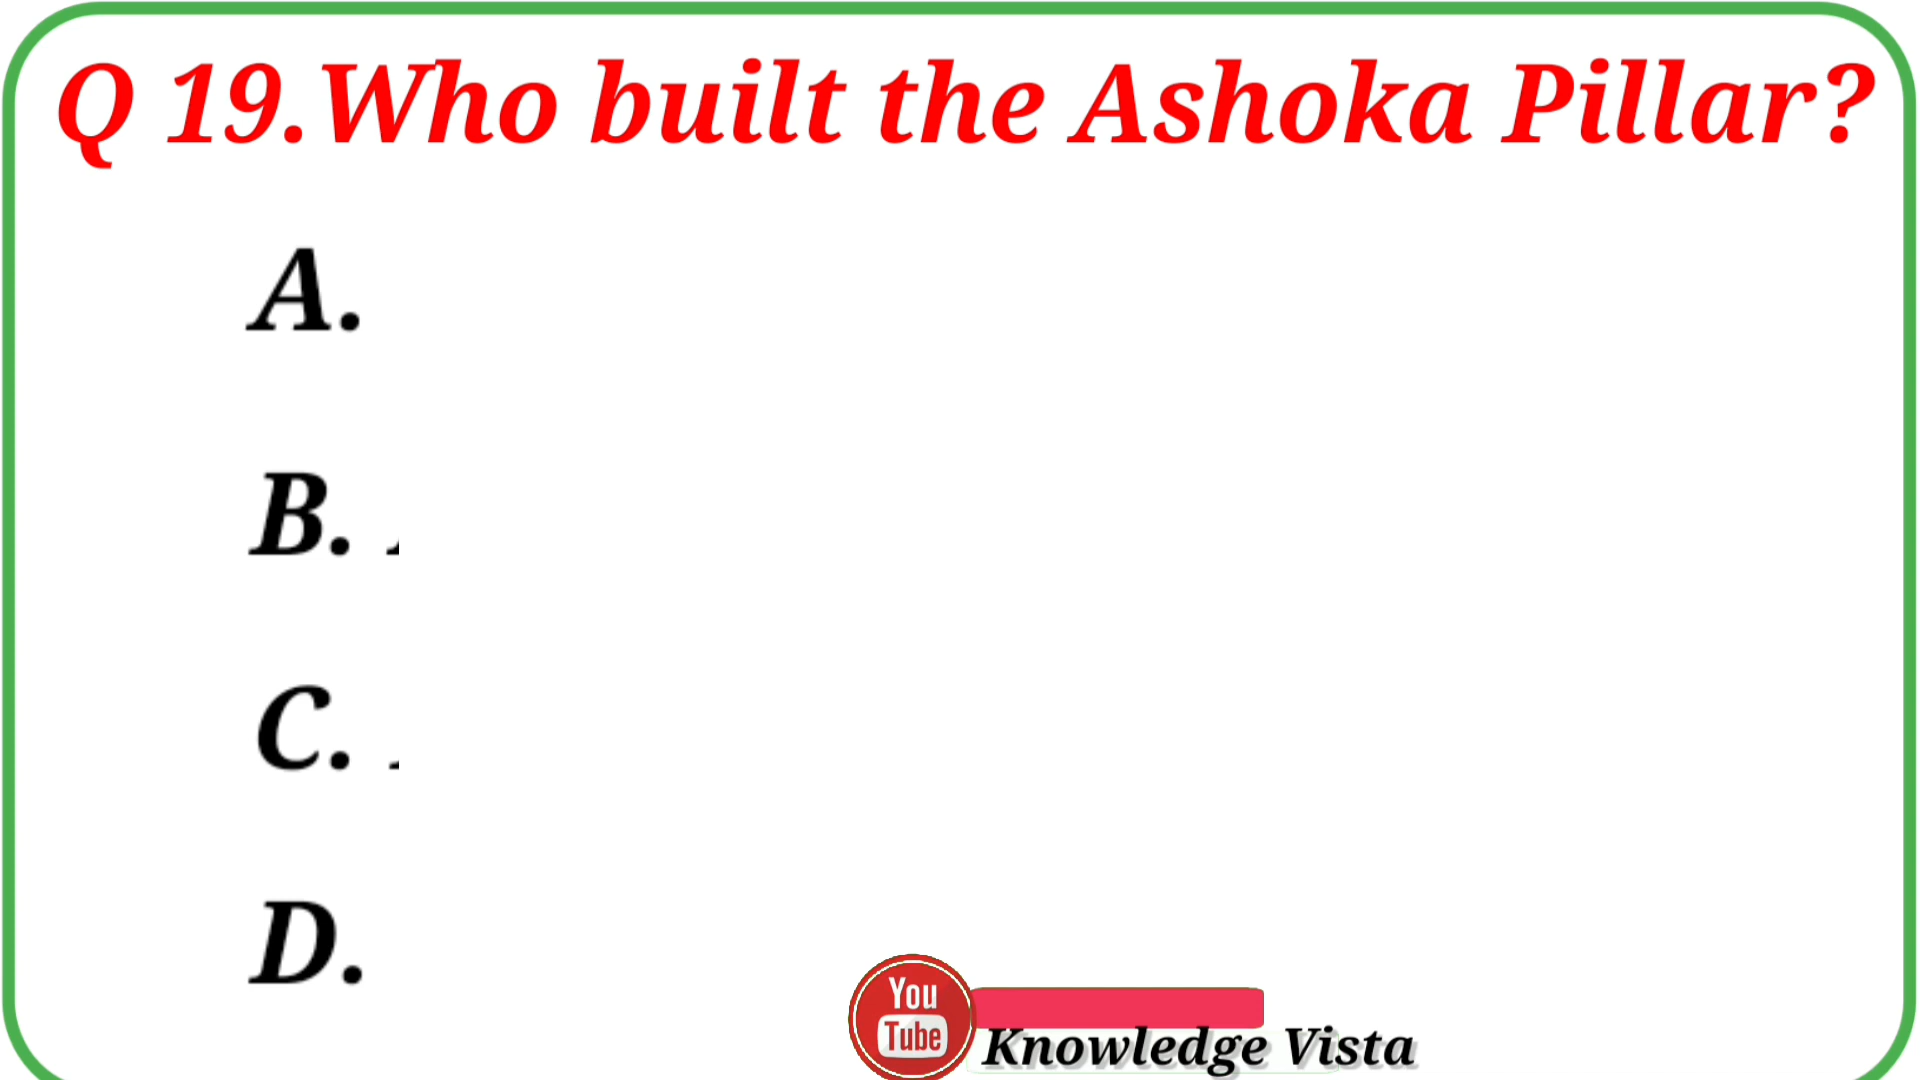 Q 19.Who built the Ashoka Pillar?
A.
B.
C.
D.
You
Tube
Knowledge Vista